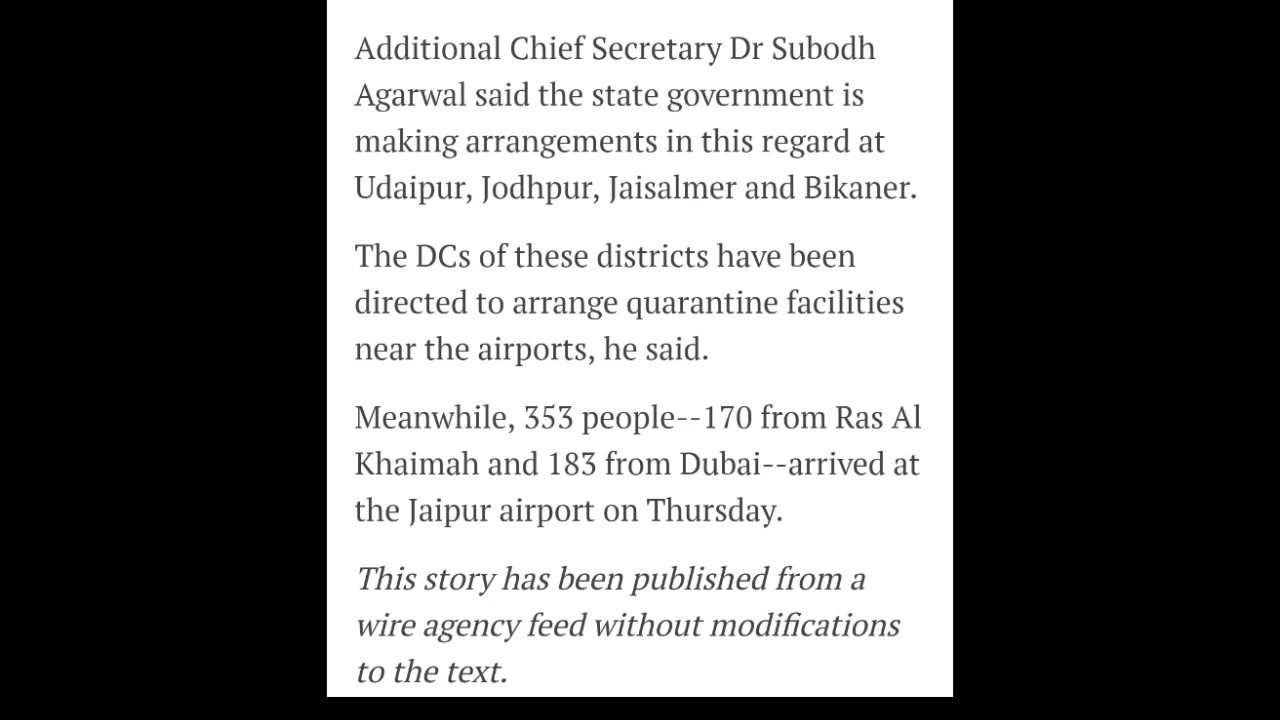 Additional Chief Secretary Dr Subodh
Agarwal said the state government is
making arrangements in this regard at
Udaipur, Jodhpur, Jaisalmer and Bikaner.
The DCs of these districts have been
directed to arrange quarantine facilities
near the airports, he said.
Meanwhile, 353 people--170 from Ras Al
Khaimah and 183 from Dubai--arrived at
the Jaipur airport on Thursday.
This story has been published from a
wire agency feed without modifications
to the text.